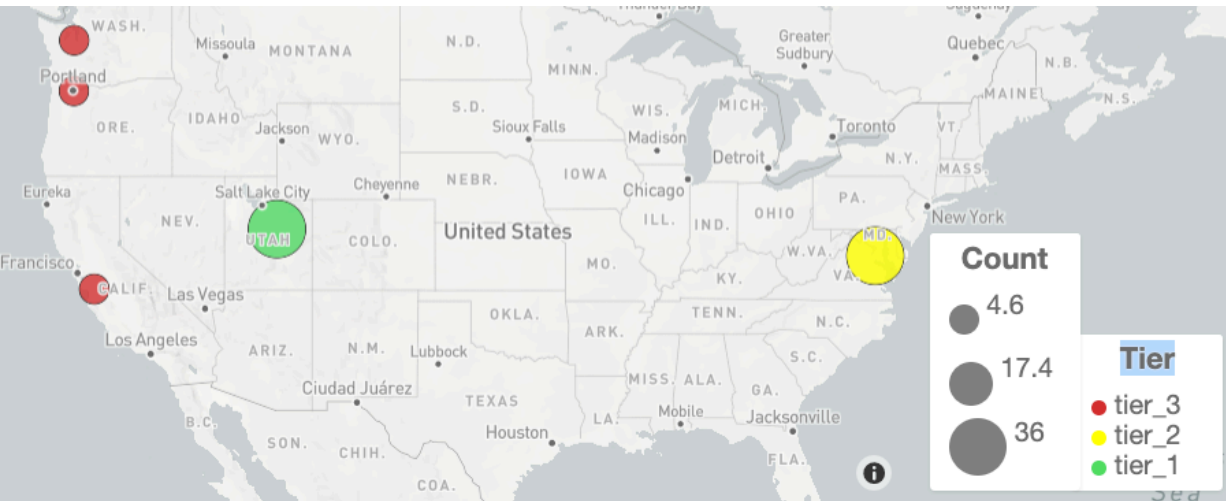 Thunder Bay
Saguenay
WASH.
Missoula
MONTANA
N.D.
MINN.
Greater
Sudbury
Quebec
N.B.
MAINE
N.S.
Portland
ORE.
IDAHO
Jackson
WYO.
S.D.
Sioux Falls
WIS.
Madison
MICH.
Toronto
VT.
Detroit
N.Y.
MASS.
Eureka
Salt Lake City
Cheyenne
NEBR.
IOWA
Chicago
PA.
NEV.
UTAH
COLO.
United States
ILL.
IND.
OHIO
MD.
New York
Francisco
MO.
KY.
W.VA.
VA.
CALIF.
Las Vegas
OKLA.
TENN.
N.C.
Los Angeles
ARIZ.
N.M.
Lubbock
ARK.
S.C.
Ciudad Juárez
TEXAS
MISS.
ALA.
GA.
B.C.
SON.
CHIH.
Houston
LA.
Mobile
Jacksonville
COA.
FLA.
Count
4.6
17.4
36
Tier
tier_3
tier_2
tier_1
Sea